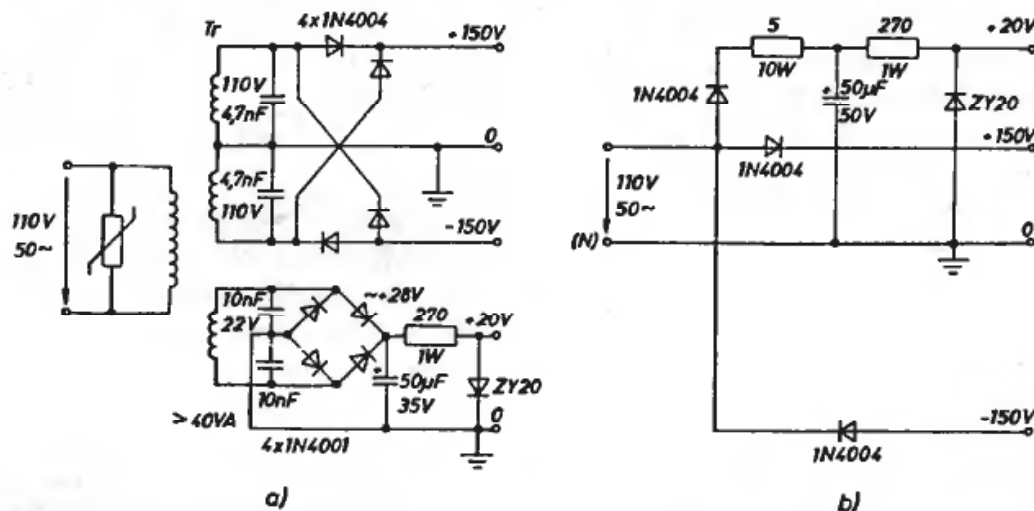 Tr
4x1N4004
+150V
110V
4,7nF
0
4,7nF
110V
-150V
110V
50~
10nF
22V
~+28V
270
1W
+20V
10nF
50µF
35V
ZY20
>40VA
4x1N4001
0
a)
5
10W
270
1W
+20V
1N4004
50µF
50V
ZY20
+150V
1N4004
110V
50~
(N)
0
-150V
1N4004
b)